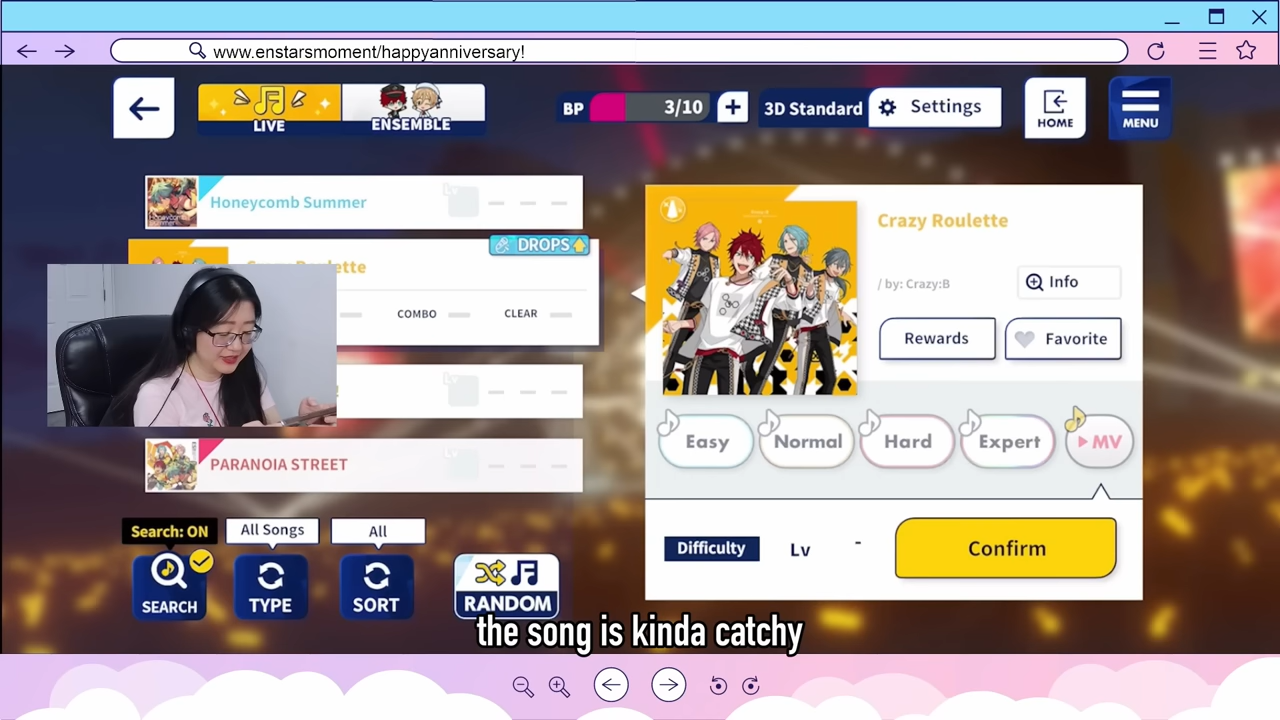 www.enstarsmoment/happyanniversary!
LIVE
ENSEMBLE
BP
3/10
3D Standard
Settings
HOME
MENU
Honeycomb Summer
Lv
DROPS
COMBO
CLEAR
Lv
PARANOIA STREET
Search: ON
All Songs
All
SEARCH
TYPE
SORT
RANDOM
Crazy Roulette
/ by: Crazy:B
Info
Rewards
Favorite
Easy
Normal
Hard
Expert
MV
Difficulty
Lv
-
Confirm
the song is kinda catchy